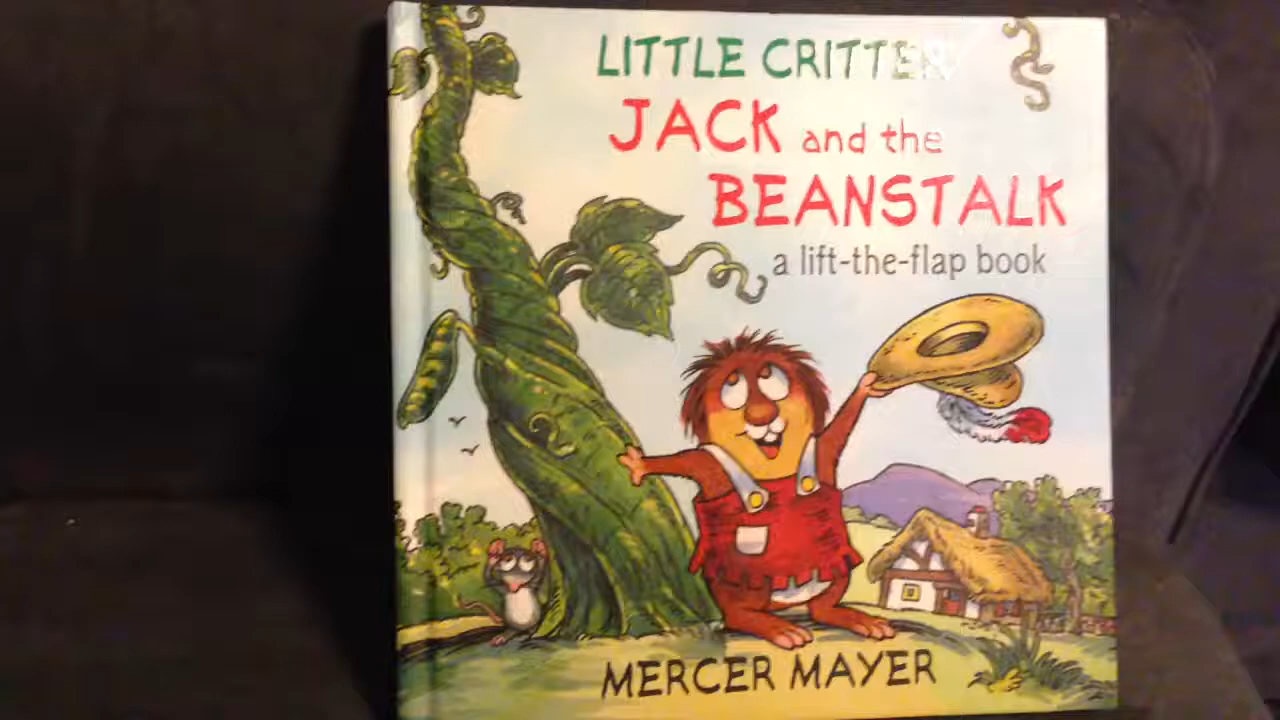 LITTLE CRITTER
JACK and the
BEANSTALK
a lift-the-flap book
MERCER MAYER